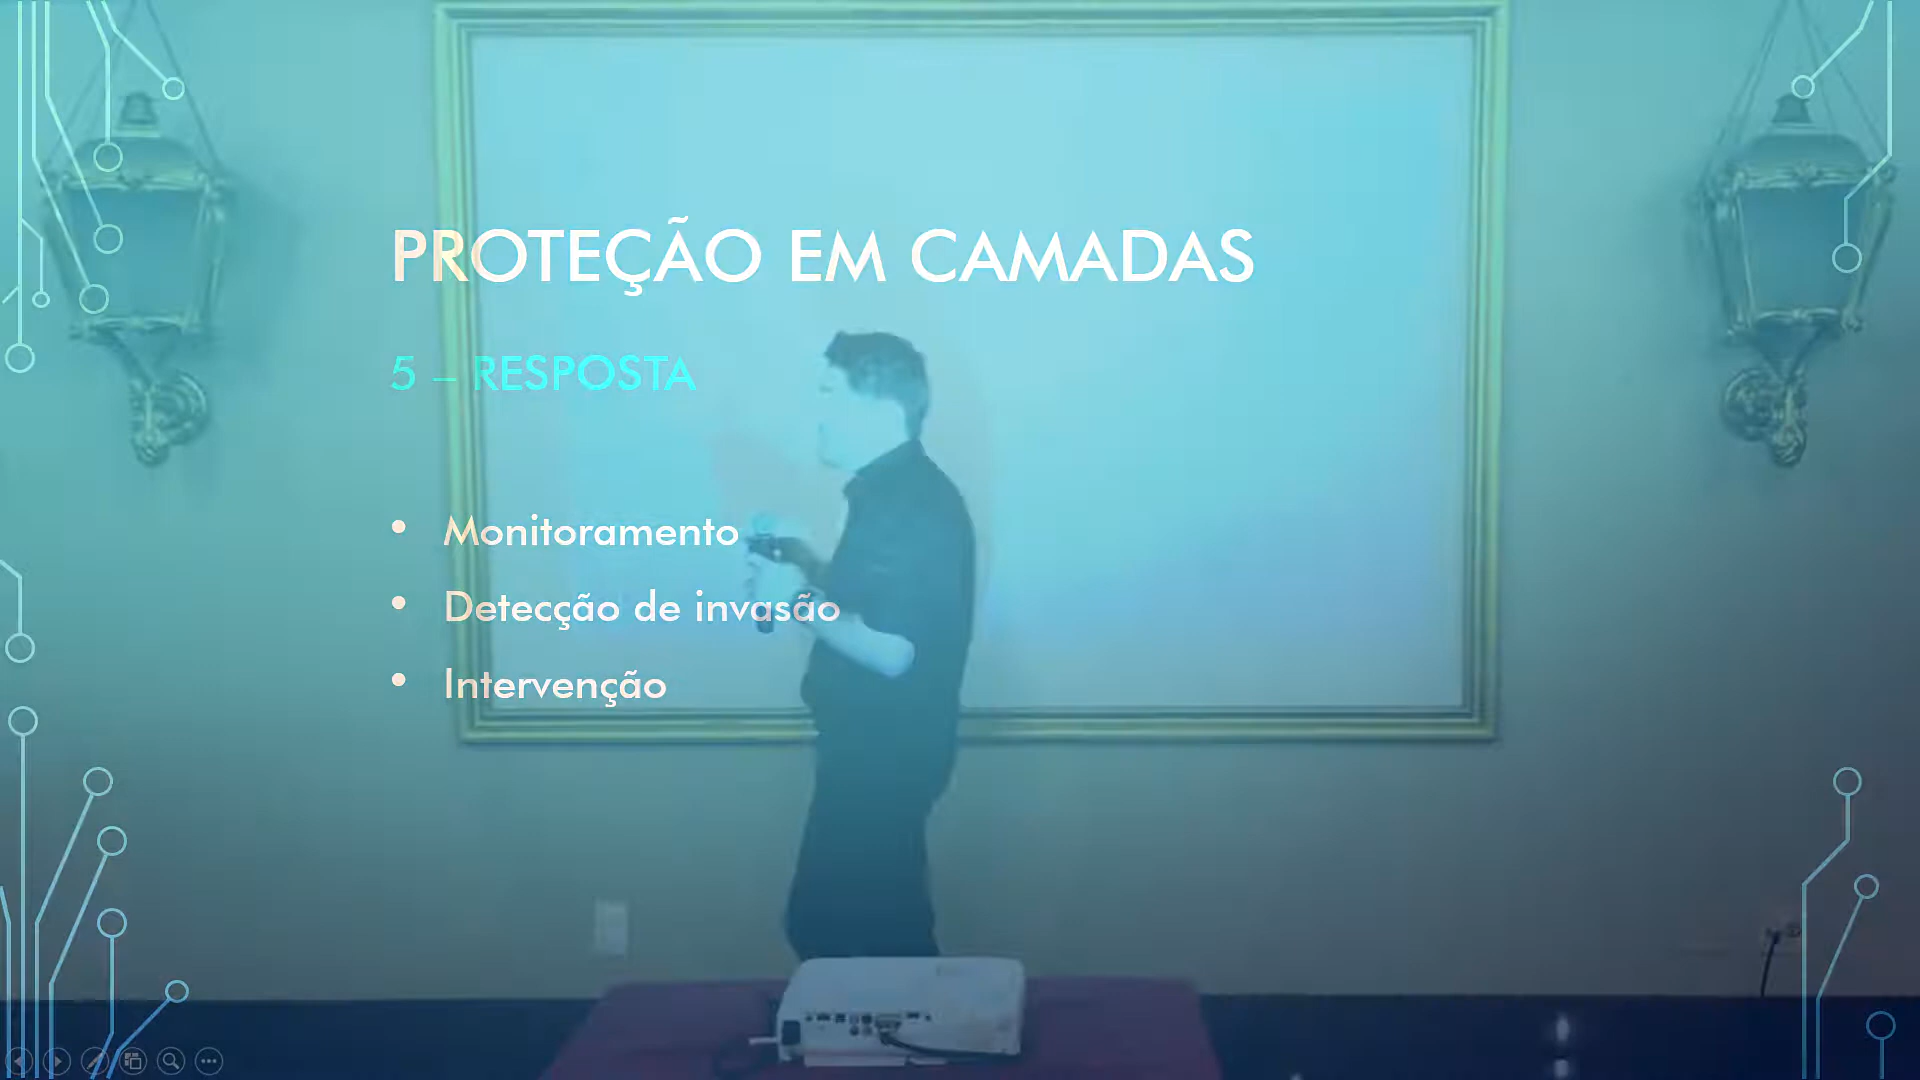 PROTEÇÃO EM CAMADAS
5 – RESPOSTA
• Monitoramento
• Detecção de invasão
• Intervenção